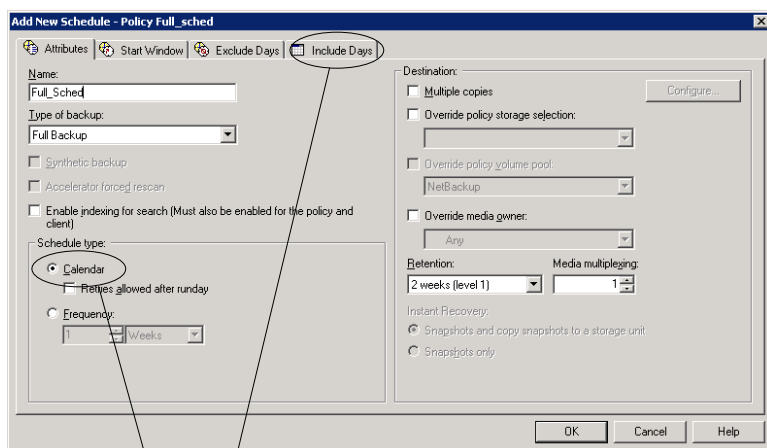 Add New Schedule - Policy Full_sched
Attributes
Start Window
Exclude Days
Include Days
Name:
Full_Sched
Type of backup:
Full Backup
Synthetic backup
Accelerator forced rescan
Enable indexing for search (Must also be enabled for the policy and
client)
Schedule type:
Calendar
Retries allowed after runday
Frequency:
1 Weeks
Destination:
Multiple copies
Configure...
Override policy storage selection:
Override policy volume pool:
NetBackup
Override media owner:
Any
Retention:
Media multiplexing:
2 weeks (level 1)
1
Instant Recovery:
Snapshots and copy snapshots to a storage unit
Snapshots only
OK
Cancel
Help